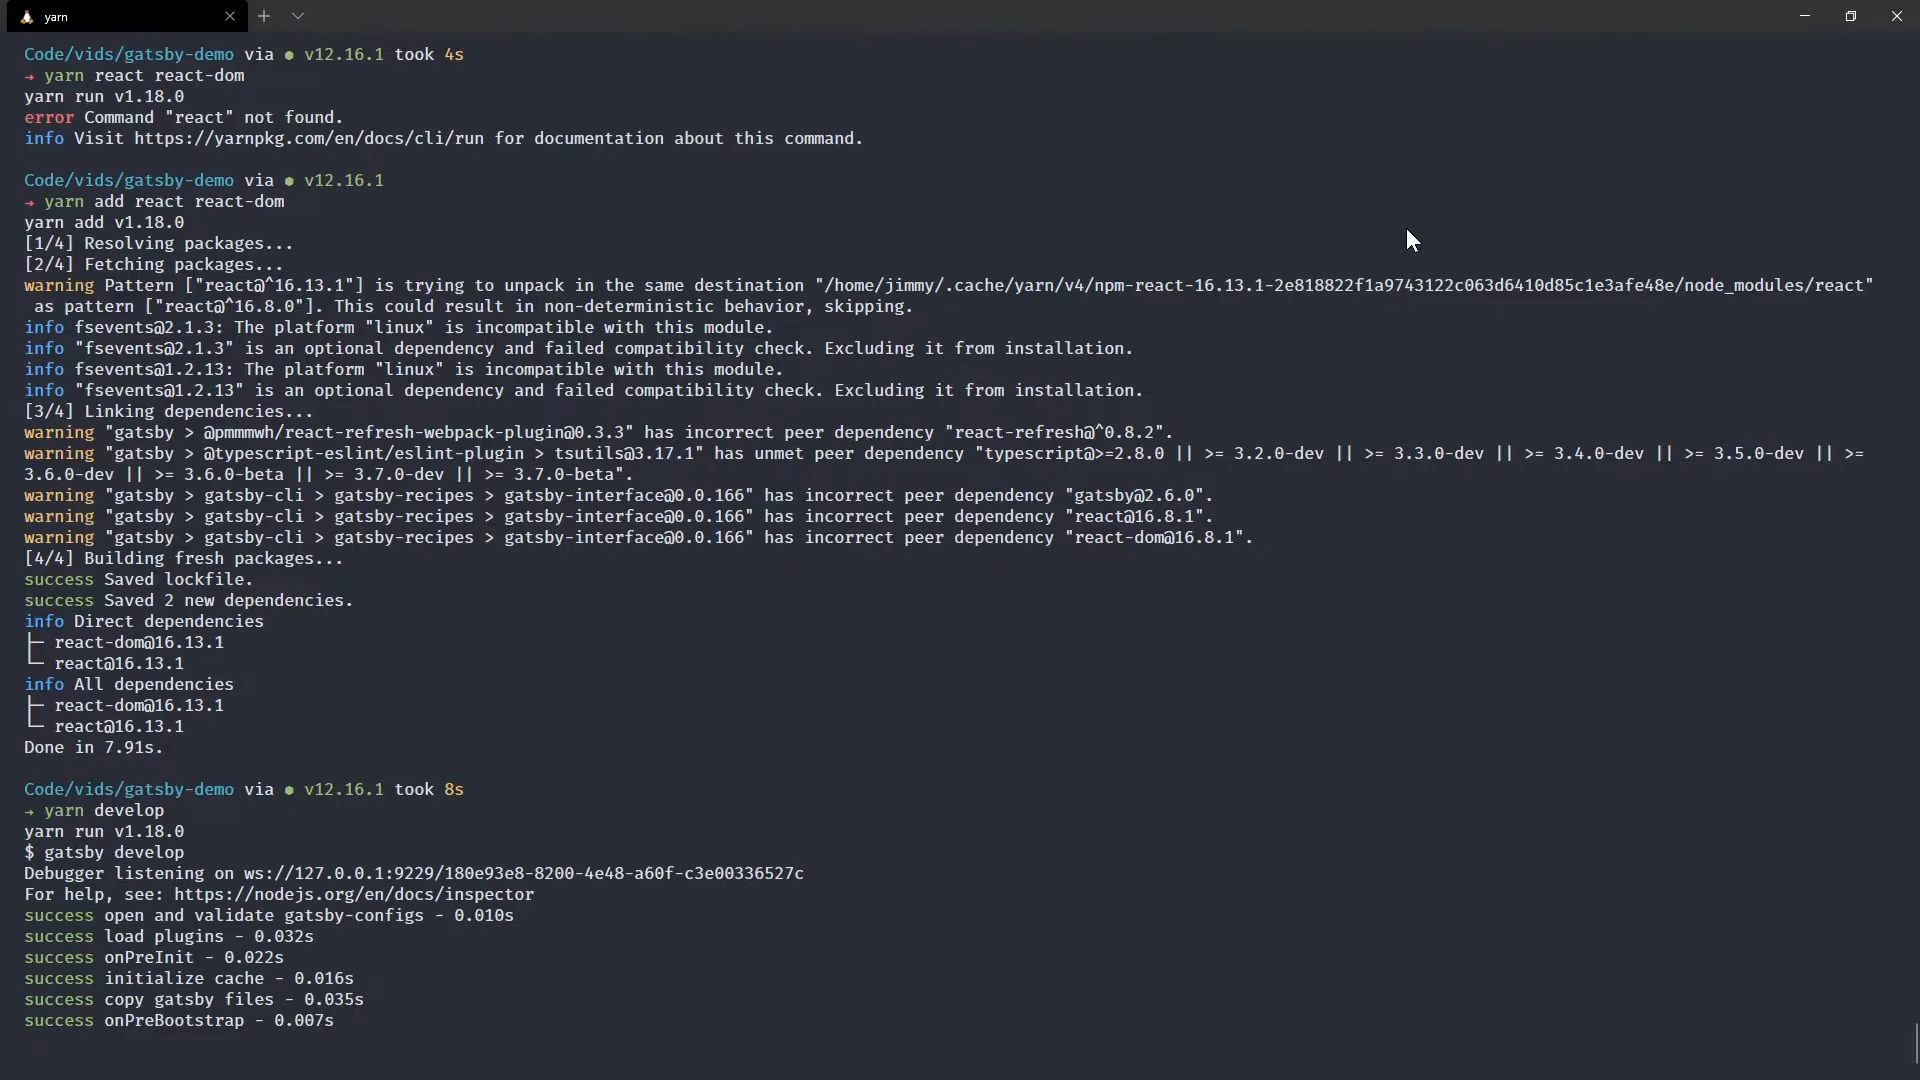 yarn
Code/vids/gatsby-demo via ● v12.16.1 took 4s
→ yarn react react-dom
yarn run v1.18.0
error Command "react" not found.
info Visit https://yarnpkg.com/en/docs/cli/run for documentation about this command.
Code/vids/gatsby-demo via ● v12.16.1
→ yarn add react react-dom
yarn add v1.18.0
[1/4] Resolving packages...
[2/4] Fetching packages...
warning Pattern ["react@^16.13.1"] is trying to unpack in the same destination "/home/jimmy/.cache/yarn/v4/npm-react-16.13.1-2e818822f1a9743122c063d6410d85c1e3afe48e/node_modules/react"
as pattern ["react@^16.8.0"]. This could result in non-deterministic behavior, skipping.
info fsevents@2.1.3: The platform "linux" is incompatible with this module.
info "fsevents@2.1.3" is an optional dependency and failed compatibility check. Excluding it from installation.
info fsevents@1.2.13: The platform "linux" is incompatible with this module.
info "fsevents@1.2.13" is an optional dependency and failed compatibility check. Excluding it from installation.
[3/4] Linking dependencies...
warning "gatsby > @pmmmwh/react-refresh-webpack-plugin@0.3.3" has incorrect peer dependency "react-refresh@^0.8.2".
warning "gatsby > @typescript-eslint/eslint-plugin > tsutils@3.17.1" has unmet peer dependency "typescript@>=2.8.0 || >= 3.2.0-dev || >= 3.3.0-dev || >= 3.4.0-dev || >= 3.5.0-dev || >=
3.6.0-dev || >= 3.6.0-beta || >= 3.7.0-dev || >= 3.7.0-beta".
warning "gatsby > gatsby-cli > gatsby-recipes > gatsby-interface@0.0.166" has incorrect peer dependency "gatsby@2.6.0".
warning "gatsby > gatsby-cli > gatsby-recipes > gatsby-interface@0.0.166" has incorrect peer dependency "react@16.8.1".
warning "gatsby > gatsby-cli > gatsby-recipes > gatsby-interface@0.0.166" has incorrect peer dependency "react-dom@16.8.1".
[4/4] Building fresh packages...
success Saved lockfile.
success Saved 2 new dependencies.
info Direct dependencies
├─ react-dom@16.13.1
└─ react@16.13.1
info All dependencies
├─ react-dom@16.13.1
└─ react@16.13.1
Done in 7.91s.
Code/vids/gatsby-demo via ● v12.16.1 took 8s
→ yarn develop
yarn run v1.18.0
$ gatsby develop
Debugger listening on ws://127.0.0.1:9229/180e93e8-8200-4e48-a60f-c3e00336527c
For help, see: https://nodejs.org/en/docs/inspector
success open and validate gatsby-configs - 0.010s
success load plugins - 0.032s
success onPreInit - 0.022s
success initialize cache - 0.016s
success copy gatsby files - 0.035s
success onPreBootstrap - 0.007s